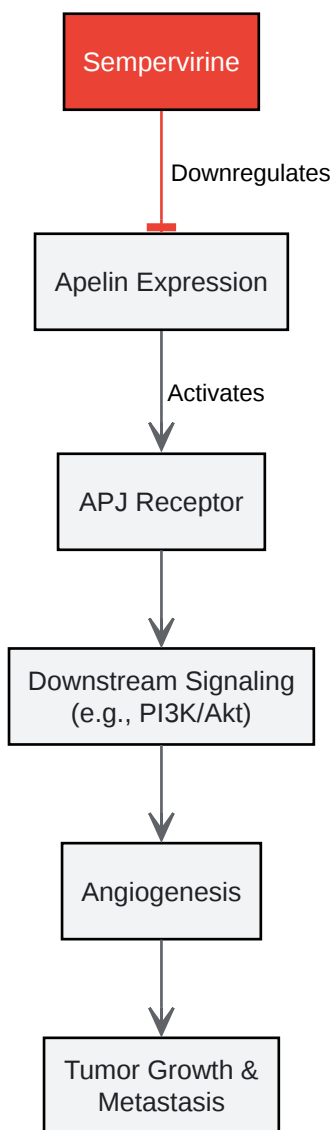 Sempervirine
Downregulates
Apelin Expression
Activates
APJ Receptor
Downstream Signaling
(e.g., PI3K/Akt)
Angiogenesis
Tumor Growth &
Metastasis